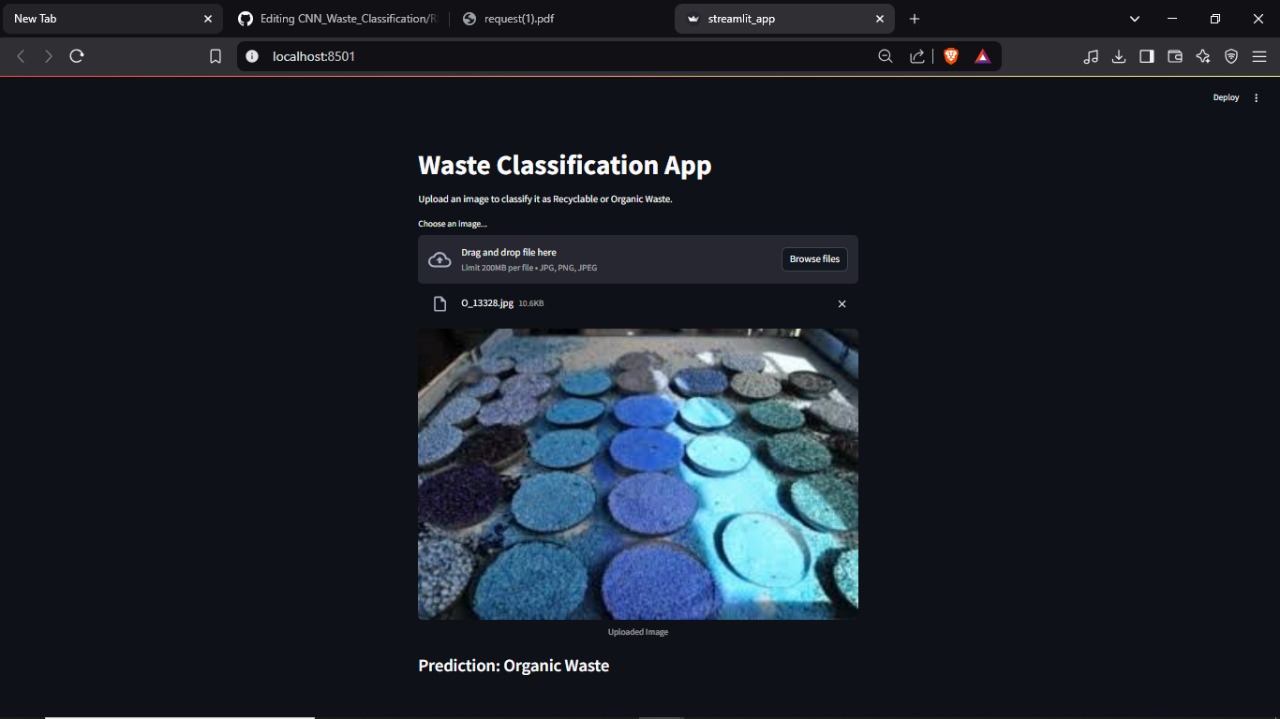 New Tab
Editing CNN_Waste_Classification/R
request(1).pdf
streamlit_app
localhost:8501
Deploy
Waste Classification App
Upload an image to classify it as Recyclable or Organic Waste.
Choose an image...
Drag and drop file here
Limit 200MB per file • JPG, PNG, JPEG
Browse files
O_13328.jpg 10.6KB
Uploaded Image
Prediction: Organic Waste